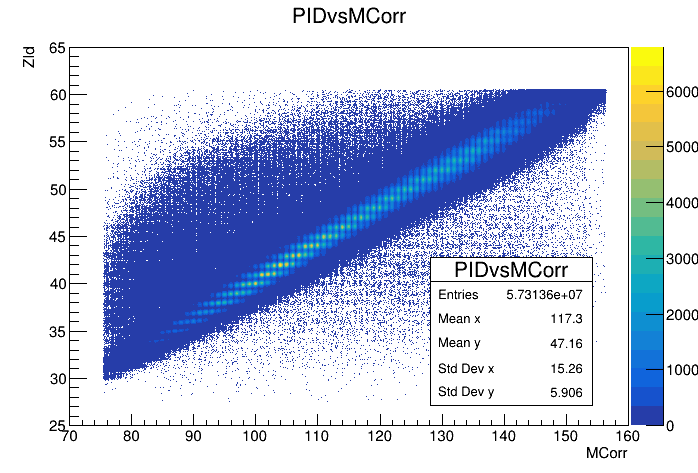 PIDvsMCorr
ZId
65
60
55
50
45
40
35
30
25
70 80 90 100 110 120 130 140 150 160
MCorr
PIDvsMCorr
Entries 5.73136e+07
Mean x 117.3
Mean y 47.16
Std Dev x 15.26
Std Dev y 5.906
6000
5000
4000
3000
2000
1000
0